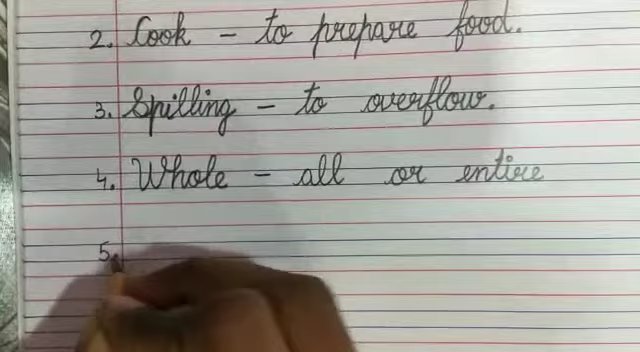 2. Cook - to prepare food.
3. Spilling - to overflow.
4. Whole - all or entire
5.